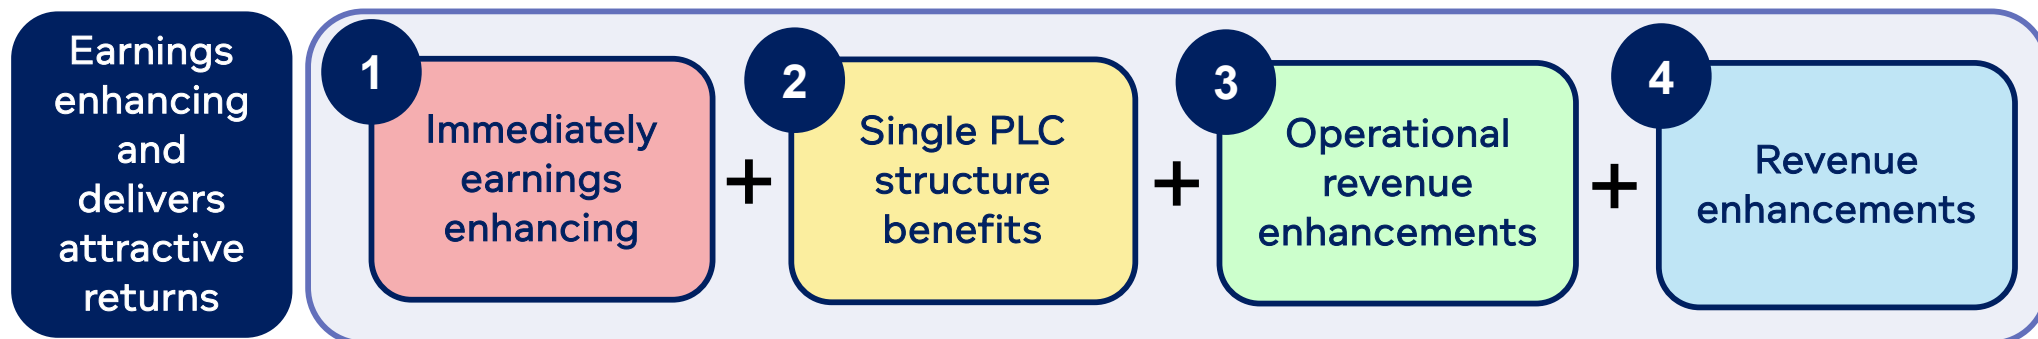 Earnings
enhancing
and
delivers
attractive
returns
1
Immediately
earnings
enhancing
+
2
Single PLC
structure
benefits
+
3
Operational
revenue
enhancements
+
4
Revenue
enhancements